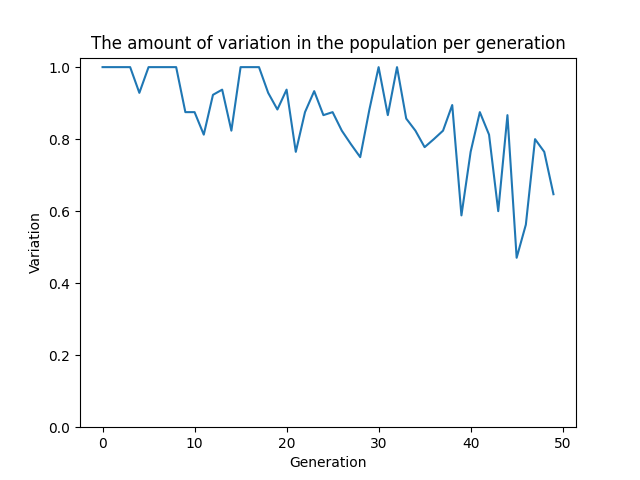 The amount of variation in the population per generation
1.0
0.8
0.6
0.4
0.2
0.0
Variation
0 10 20 30 40 50
Generation